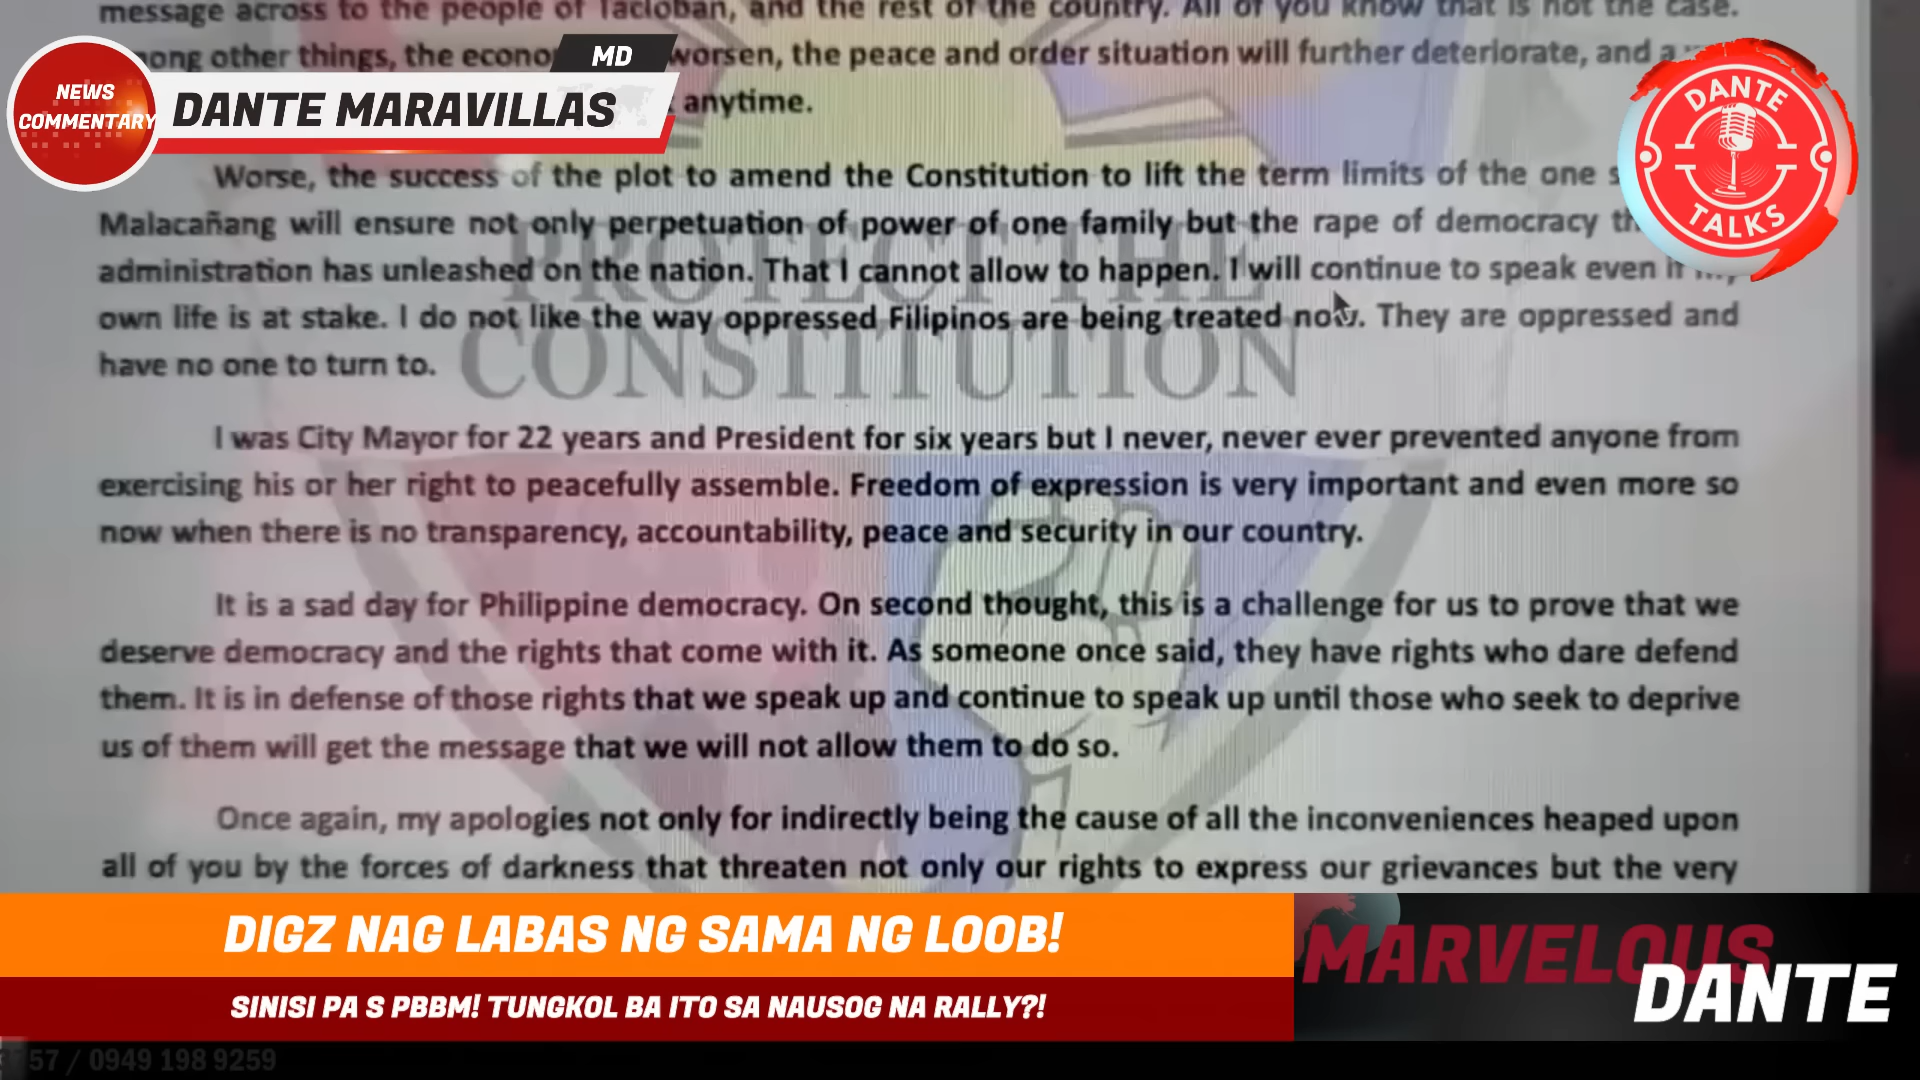 message across to the people of Tacloban, and the rest of the country. All of you know that is not the case.
other things, the worsen, the peace and order situation will further deteriorate, and a
anytime.
NEWS
COMMENTARY
MD
DANTE MARAVILLAS
DANTE
TALKS
Worse, the success of the plot to amend the Constitution to lift the term limits of the one
Malacañang will ensure not only perpetuation of power of one family but the rape of democracy
administration has unleashed on the nation. That I cannot allow to happen. I will continue to speak even if my
own life is at stake. I do not like the way oppressed Filipinos are being treated now. They are oppressed and
have no one to turn to.
PROTECT THE
CONSTITUTION
I was City Mayor for 22 years and President for six years but I never, never ever prevented anyone from
exercising his or her right to peacefully assemble. Freedom of expression is very important and even more so
now when there is no transparency, accountability, peace and security in our country.
It is a sad day for Philippine democracy. On second thought, this is a challenge for us to prove that we
deserve democracy and the rights that come with it. As someone once said, they have rights who dare defend
them. It is in defense of those rights that we speak up and continue to speak up until those who seek to deprive
us of them will get the message that we will not allow them to do so.
Once again, my apologies not only for indirectly being the cause of all the inconveniences heaped upon
all of you by the forces of darkness that threaten not only our rights to express our grievances but the very
DIGZ NAG LABAS NG SAMA NG LOOB!
SINISI PA S PBBM! TUNGKOL BA ITO SA NAUSOG NA RALLY?!
MARVELOUS
DANTE
57 / 0949 198 9259